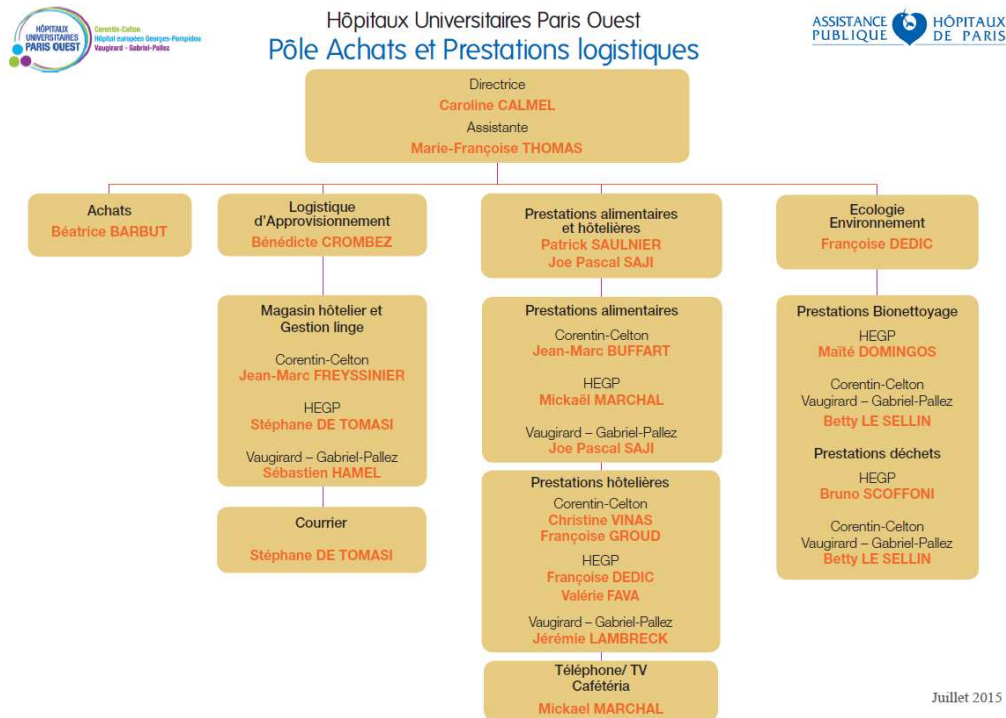 HÔPITAUX
UNIVERSITAIRES
PARIS OUEST
Corentin-Celton
Hôpital européen Georges-Pompidou
Vaugirard - Gabriel-Pallez
Hôpitaux Universitaires Paris Ouest
Pôle Achats et Prestations logistiques
ASSISTANCE PUBLIQUE
HÔPITAUX DE PARIS
Directrice
Caroline CALMEL
Assistante
Marie-Françoise THOMAS
Achats
Béatrice BARBUT
Logistique
d'Approvisionnement
Bénédicte CROMBEZ
Magasin hôtelier et
Gestion linge
Corentin-Celton
Jean-Marc FREYSSINIER
HEGP
Stéphane DE TOMASI
Vaugirard – Gabriel-Pallez
Sébastien HAMEL
Courrier
Stéphane DE TOMASI
Prestations alimentaires
et hôtelières
Patrick SAULNIER
Joe Pascal SAJI
Prestations alimentaires
Corentin-Celton
Jean-Marc BUFFART
HEGP
Mickaël MARCHAL
Vaugirard – Gabriel-Pallez
Joe Pascal SAJI
Prestations hôtelières
Corentin-Celton
Christine VINAS
Françoise GROUD
HEGP
Françoise DEDIC
Valérie FAVA
Vaugirard – Gabriel-Pallez
Jérémie LAMBRECK
Téléphone/ TV
Cafétéria
Mickael MARCHAL
Ecologie
Environnement
Françoise DEDIC
Prestations Bionettoyage
HEGP
Maïté DOMINGOS
Corentin-Celton
Vaugirard – Gabriel-Pallez
Betty LE SELLIN
Prestations déchets
HEGP
Bruno SCOFFONI
Corentin-Celton
Vaugirard – Gabriel-Pallez
Betty LE SELLIN
Juillet 2015